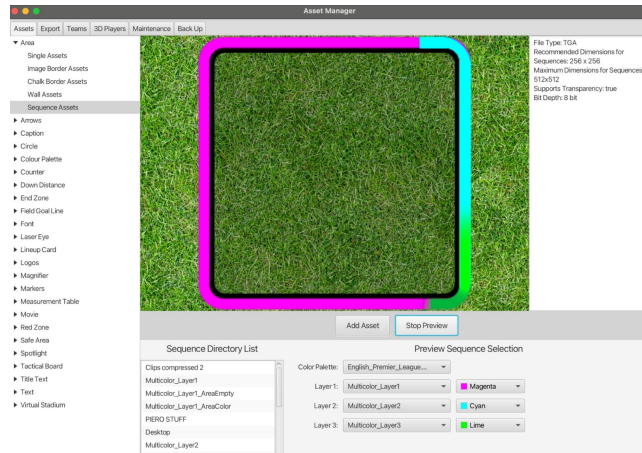 Asset Manager
Assets Export Teams 3D Players Maintenance Back Up
Area
Single Assets
Image Border Assets
Chalk Border Assets
Wall Assets
Sequence Assets
Arrows
Caption
Circle
Colour Palette
Counter
Down Distance
End Zone
Field Goal Line
Font
Laser Eye
Lineup Card
Logos
Magnifier
Markers
Measurement Table
Movie
Red Zone
Safe Area
Spotlight
Tactical Board
Title Text
Text
Virtual Stadium
File Type: TGA
Recommended Dimensions for
Sequences: 256 x 256
Maximum Dimensions for Sequences
512x512
Supports Transparency: true
Bit Depth: 8 bit
Add Asset Stop Preview
Sequence Directory List
Clips compressed 2
Multicolor_Layer1
Multicolor_Layer1_AreaEmpty
Multicolor_Layer1_AreaColor
PIERO STUFF
Desktop
Multicolor_Layer2
Preview Sequence Selection
Color Palette: English_Premier_League...
Layer 1: Multicolor_Layer1 Magenta
Layer 2: Multicolor_Layer2 Cyan
Layer 3: Multicolor_Layer3 Lime